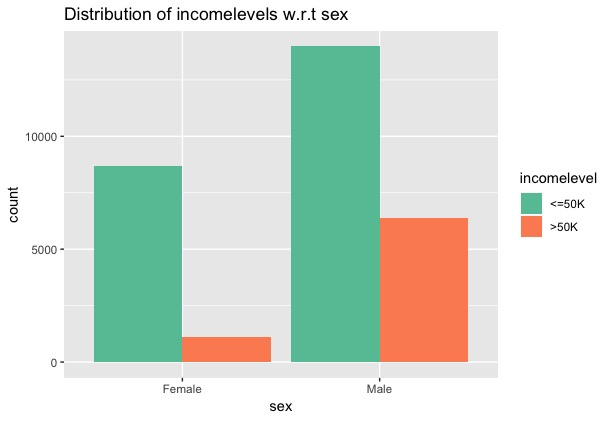 Distribution of incomelevels w.r.t sex
count
10000
5000
0
Female
Male
sex
incomelevel
<=50K
>50K